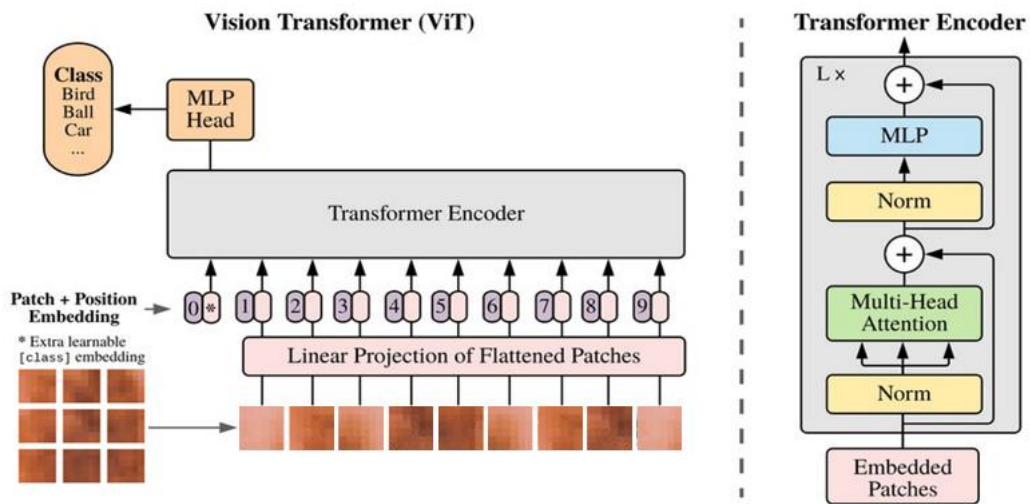 Vision Transformer (ViT)
Class
Bird
Ball
Car
...
MLP
Head
Transformer Encoder
Patch + Position
Embedding
0 * 1 2 3 4 5 6 7 8 9
* Extra learnable
[class] embedding
Linear Projection of Flattened Patches
Transformer Encoder
L ×
+
MLP
Norm
+
Multi-Head
Attention
Norm
Embedded
Patches